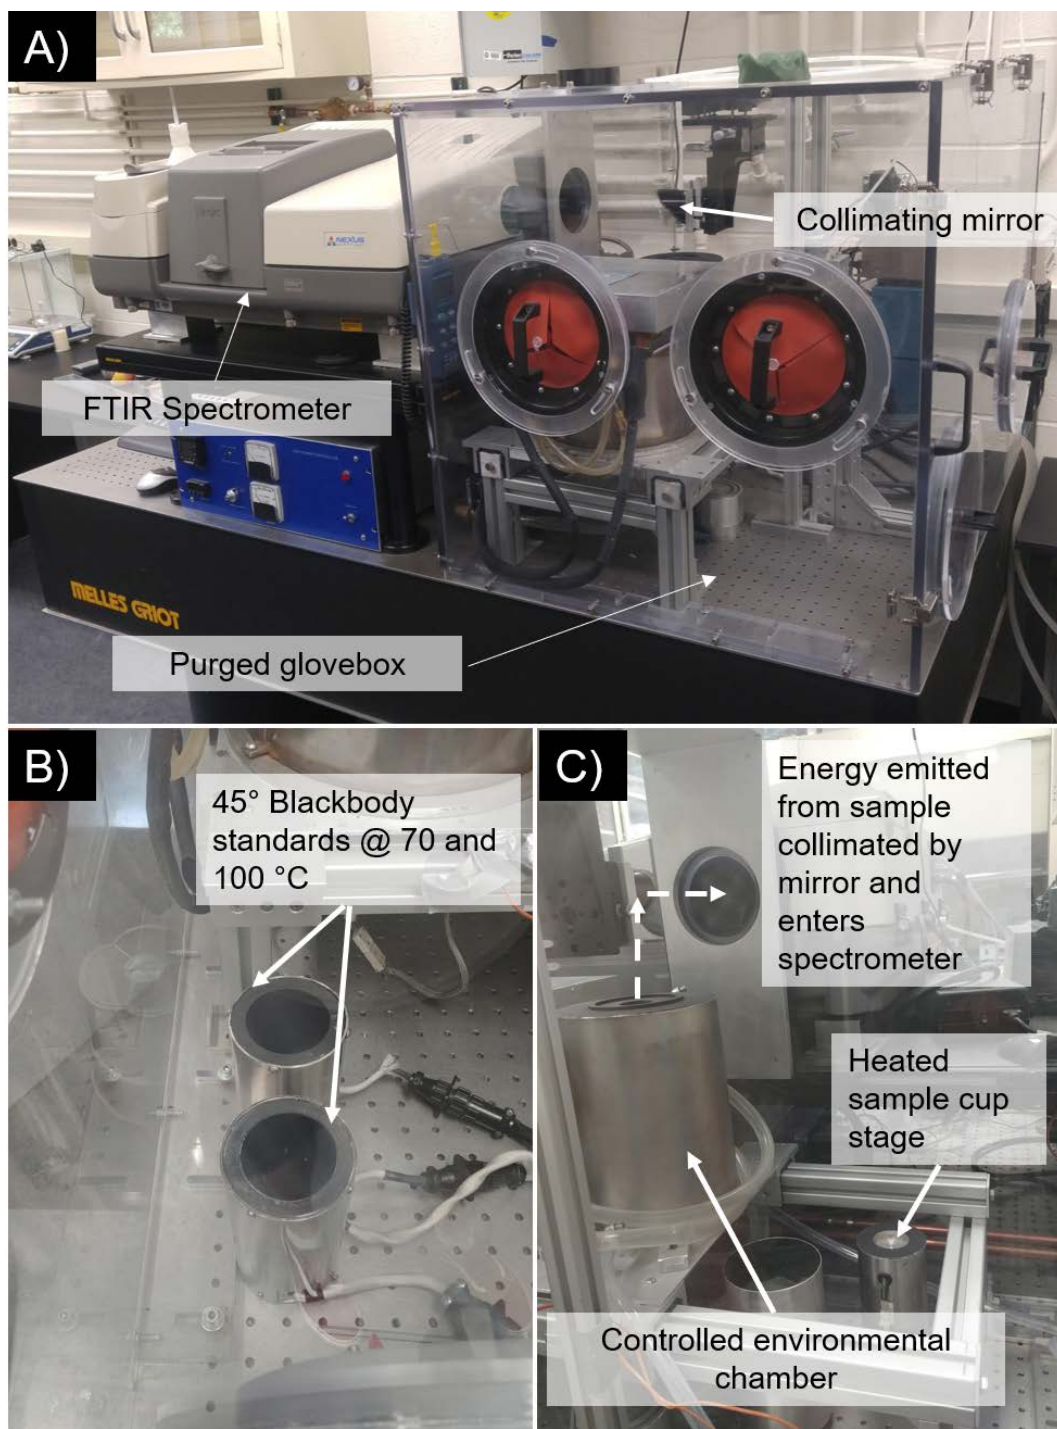 A)
Collimating mirror
NEXUS
FTIR Spectrometer
MELLES GRIOT
Purged glovebox
B)
45° Blackbody
standards @ 70 and
100 °C
C)
Energy emitted
from sample
collimated by
mirror and
enters
spectrometer
Heated
sample cup
stage
Controlled environmental
chamber